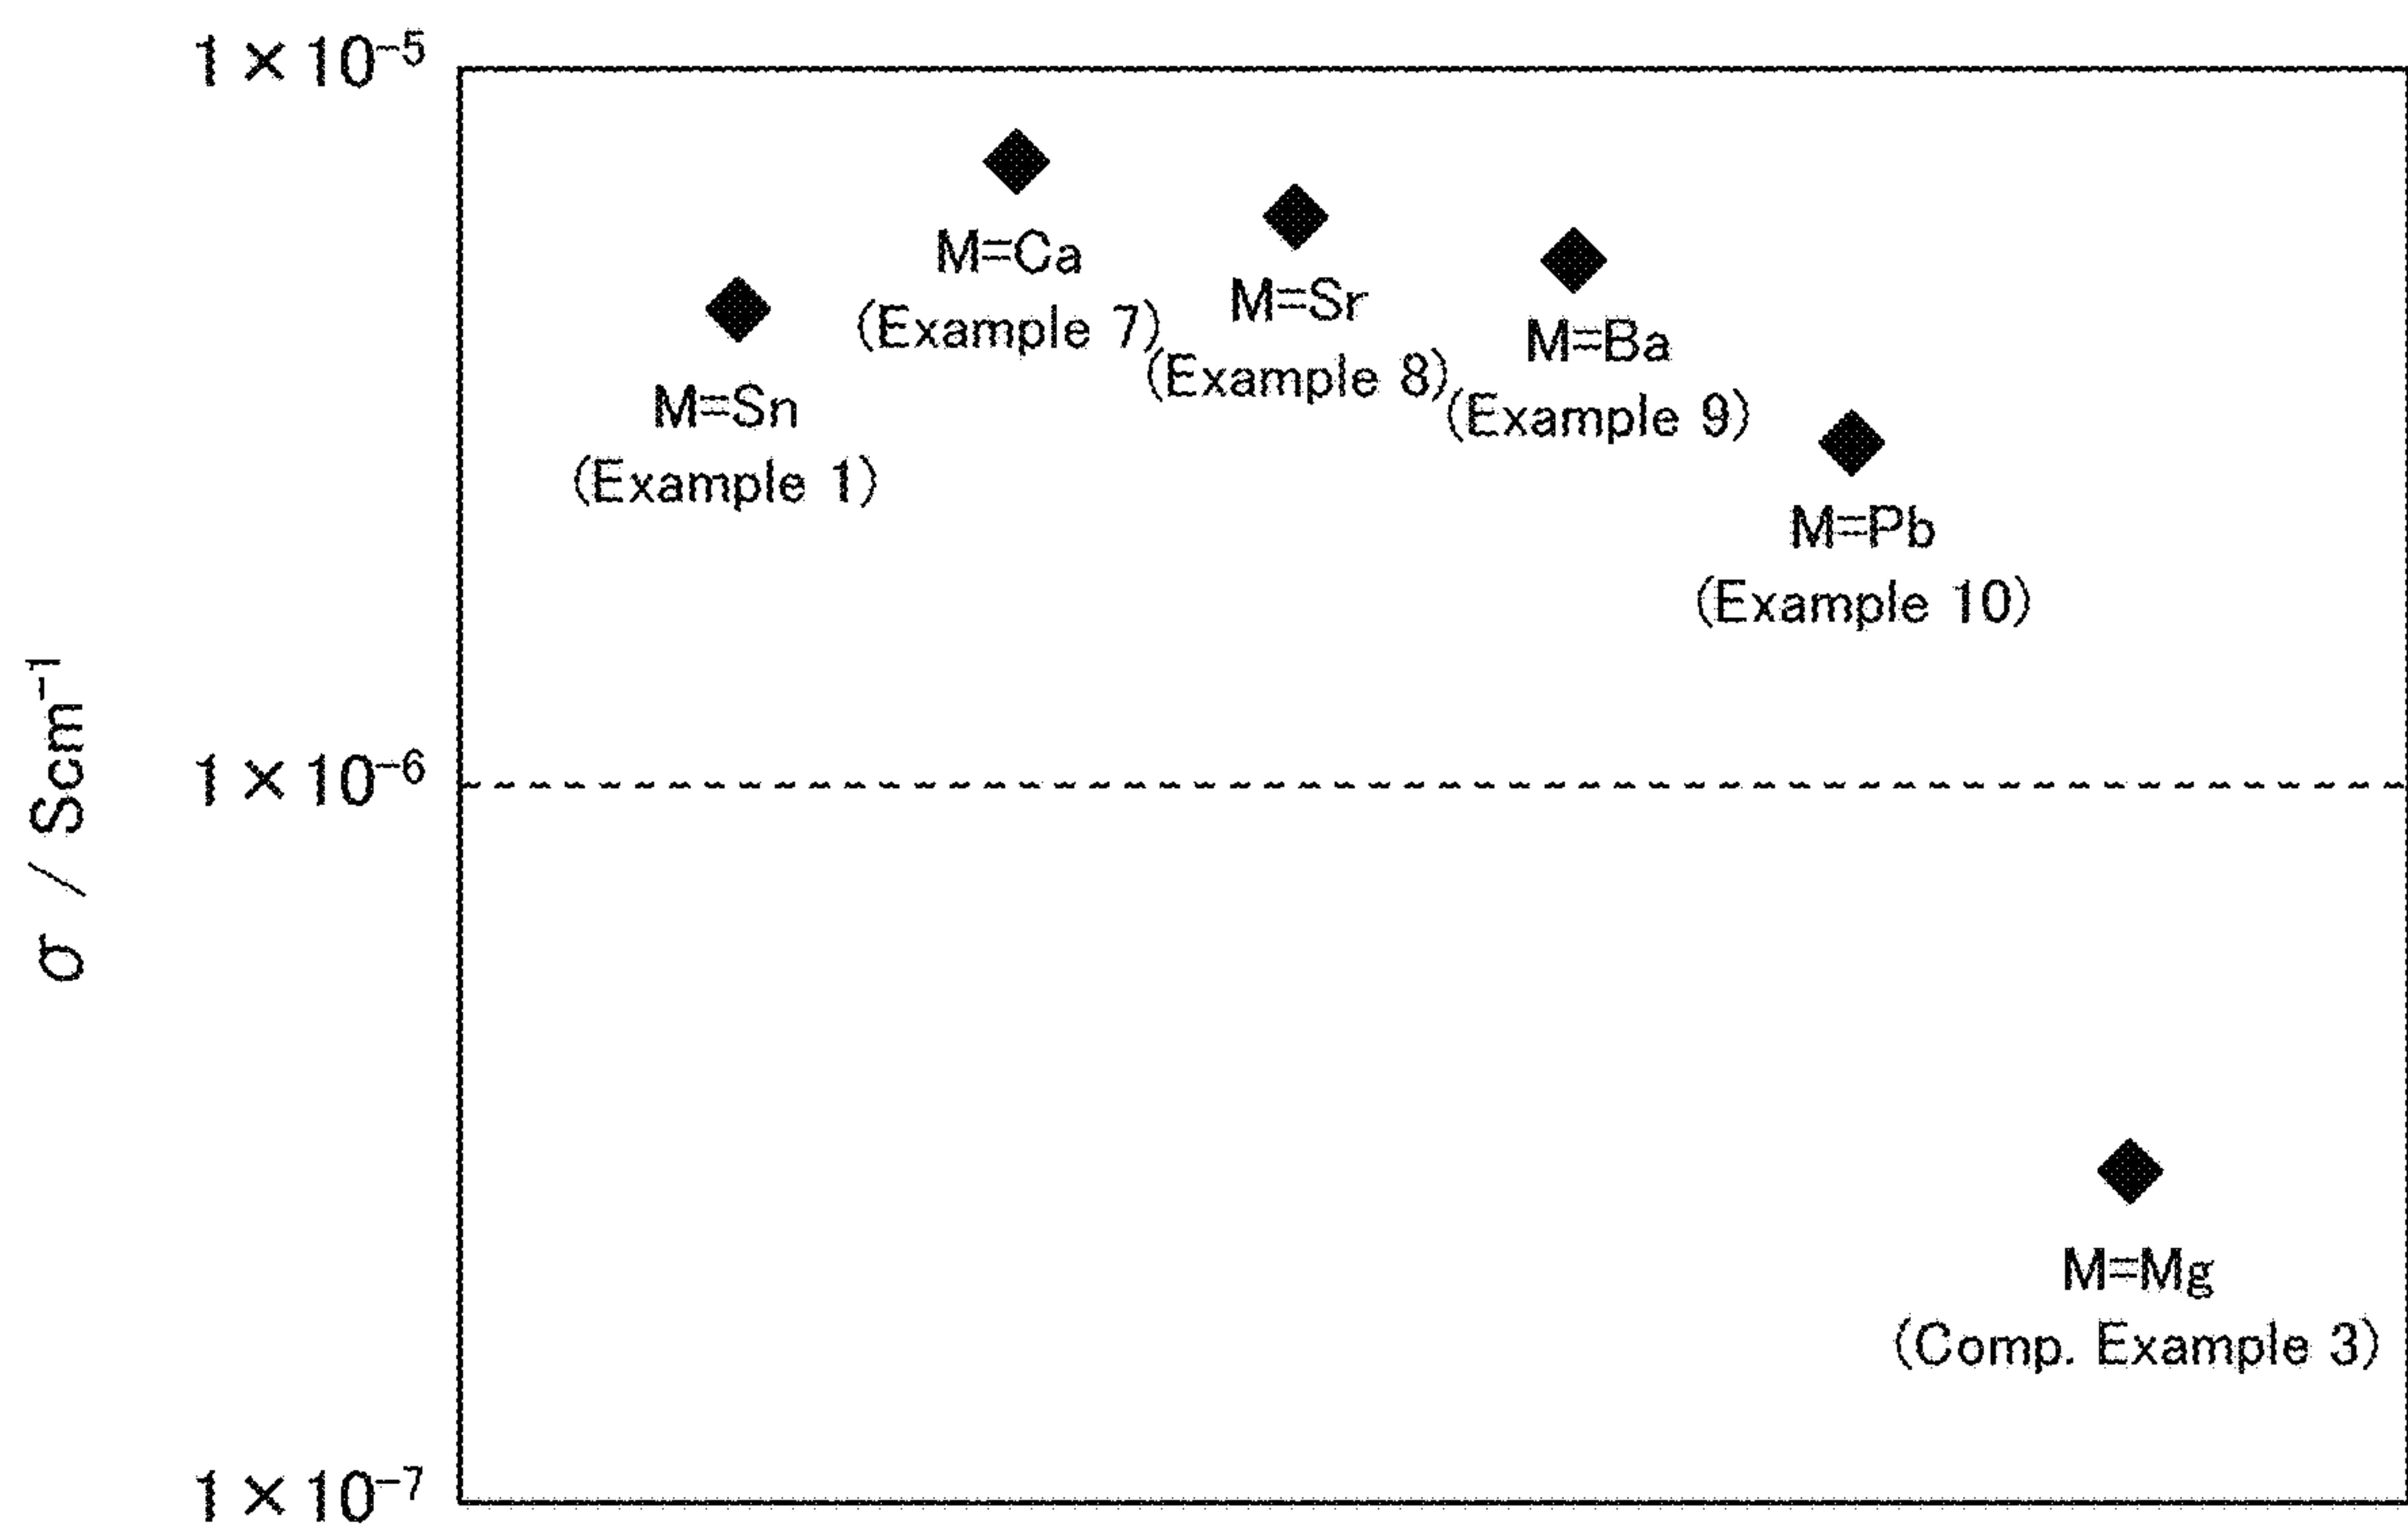 1×10⁻⁵
M=Ca
(Example 7)
M=Sr
(Example 8)
M=Ba
(Example 9)
M=Sn
(Example 1)
M=Pb
(Example 10)
σ / Scm⁻¹
1×10⁻⁶
M=Mg
(Comp. Example 3)
1×10⁻⁷